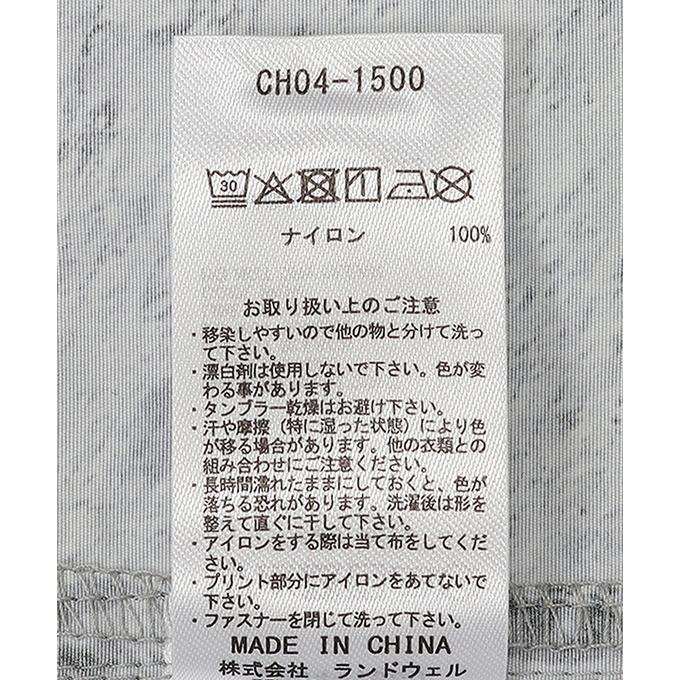 CH04-1500
30
ナイロン 100%
お取り扱い上のご注意
・移染しやすいので他の物と分けて洗っ
て下さい。
・漂白剤は使用しないで下さい。色が変
わる事があります。
・タンブラー乾燥はお避け下さい。
・汗や摩擦（特に湿った状態）により色
が移る場合があります。他の衣類との
組み合わせにご注意ください。
・長時間濡れたままにしておくと、色が
落ちる恐れがあります。洗濯後は形を
整えて直ぐに干して下さい。
・アイロンをする際は当て布をしてくだ
さい。
・プリント部分にアイロンをあてないで
下さい。
・ファスナーを閉じて洗って下さい。
MADE IN CHINA
株式会社 ランドウェル